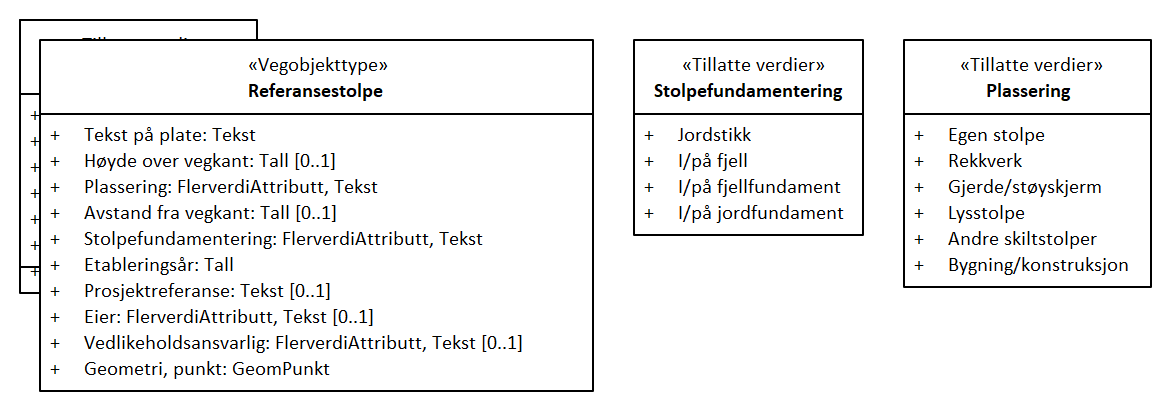 «Vegobjekttype»
Referansestolpe
+ Tekst på plate: Tekst
+ Høyde over vegkant: Tall [0..1]
+ Plassering: FlerverdiAttributt, Tekst
+ Avstand fra vegkant: Tall [0..1]
+ Stolpefundamentering: FlerverdiAttributt, Tekst
+ Etableringsår: Tall
+ Prosjektreferanse: Tekst [0..1]
+ Eier: FlerverdiAttributt, Tekst [0..1]
+ Vedlikeholdsansvarlig: FlerverdiAttributt, Tekst [0..1]
+ Geometri, punkt: GeomPunkt
«Tillatte verdier»
Stolpefundamentering
+ Jordstikk
+ I/på fjell
+ I/på fjellfundament
+ I/på jordfundament
«Tillatte verdier»
Plassering
+ Egen stolpe
+ Rekkverk
+ Gjerde/støyskjerm
+ Lysstolpe
+ Andre skiltstolper
+ Bygning/konstruksjon